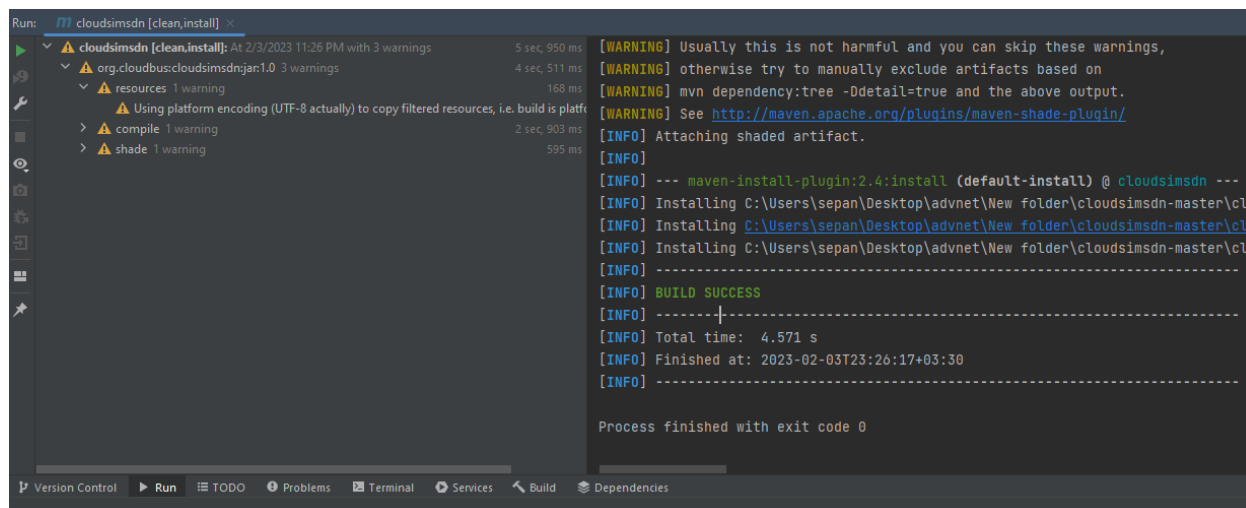 Run: cloudsimsdn [clean,install]
cloudsimsdn [clean,install]: At 2/3/2023 11:26 PM with 3 warnings 5 sec, 950 ms
org.cloudbus:cloudsimsdn:jar:1.0 3 warnings 4 sec, 511 ms
resources 1 warning 168 ms
Using platform encoding (UTF-8 actually) to copy filtered resources, i.e. build is platfo
compile 1 warning 2 sec, 903 ms
shade 1 warning 595 ms
[WARNING] Usually this is not harmful and you can skip these warnings,
[WARNING] otherwise try to manually exclude artifacts based on
[WARNING] mvn dependency:tree -Ddetail=true and the above output.
[WARNING] See http://maven.apache.org/plugins/maven-shade-plugin/
[INFO] Attaching shaded artifact.
[INFO]
[INFO] --- maven-install-plugin:2.4:install (default-install) @ cloudsimsdn ---
[INFO] Installing C:\Users\sepan\Desktop\advnet\New folder\cloudsimsdn-master\cl
[INFO] Installing C:\Users\sepan\Desktop\advnet\New folder\cloudsimsdn-master\cl
[INFO] Installing C:\Users\sepan\Desktop\advnet\New folder\cloudsimsdn-master\cl
[INFO] ------------------------------------------------------------------------
[INFO] BUILD SUCCESS
[INFO] ------------------------------------------------------------------------
[INFO] Total time:  4.571 s
[INFO] Finished at: 2023-02-03T23:26:17+03:30
[INFO] ------------------------------------------------------------------------
Process finished with exit code 0
Version Control Run TODO Problems Terminal Services Build Dependencies